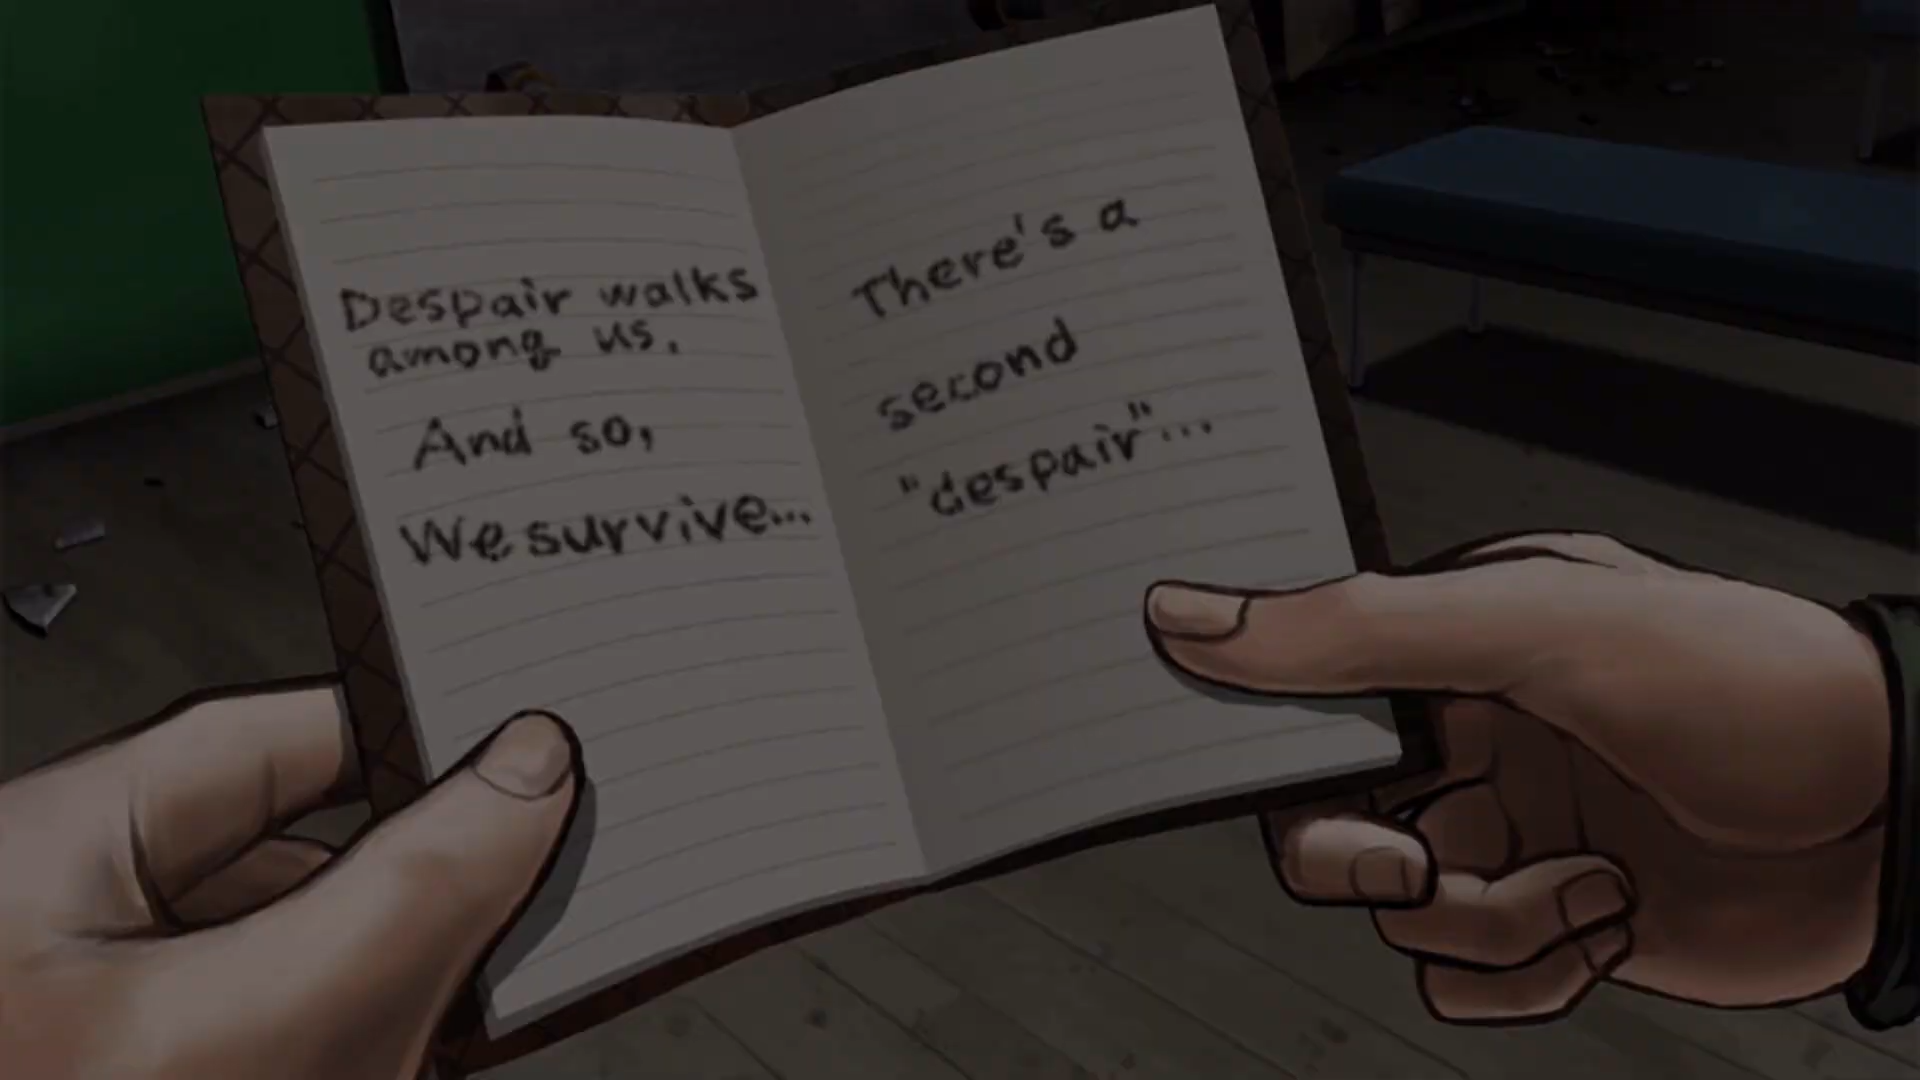 Despair walks
among us.
And so,
We survive...
There's a
second
"despair"...